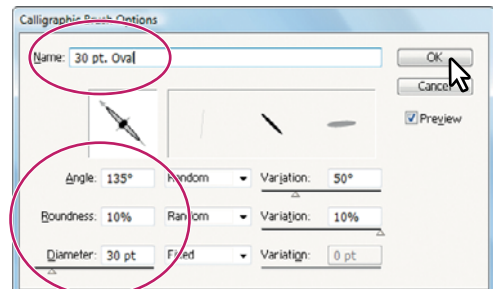 Calligraphic Brush Options
Name: 30 pt. Oval
OK
Cancel
Preview
Angle: 135° Random Variation: 50°
Roundness: 10% Random Variation: 10%
Diameter: 30 pt Fixed Variation: 0 pt